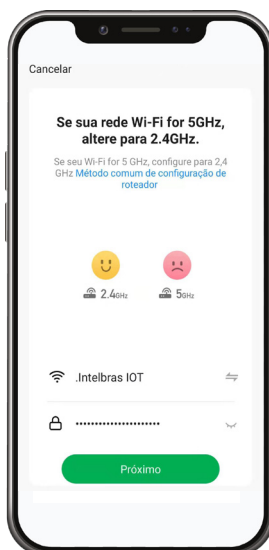 Cancelar
Se sua rede Wi-Fi for 5GHz,
altere para 2.4GHz.
Se seu Wi-Fi for 5 GHz, configure para 2,4
GHz Método comum de configuração de
roteador
2.4GHz 5GHz
.Intelbras IOT
Próximo